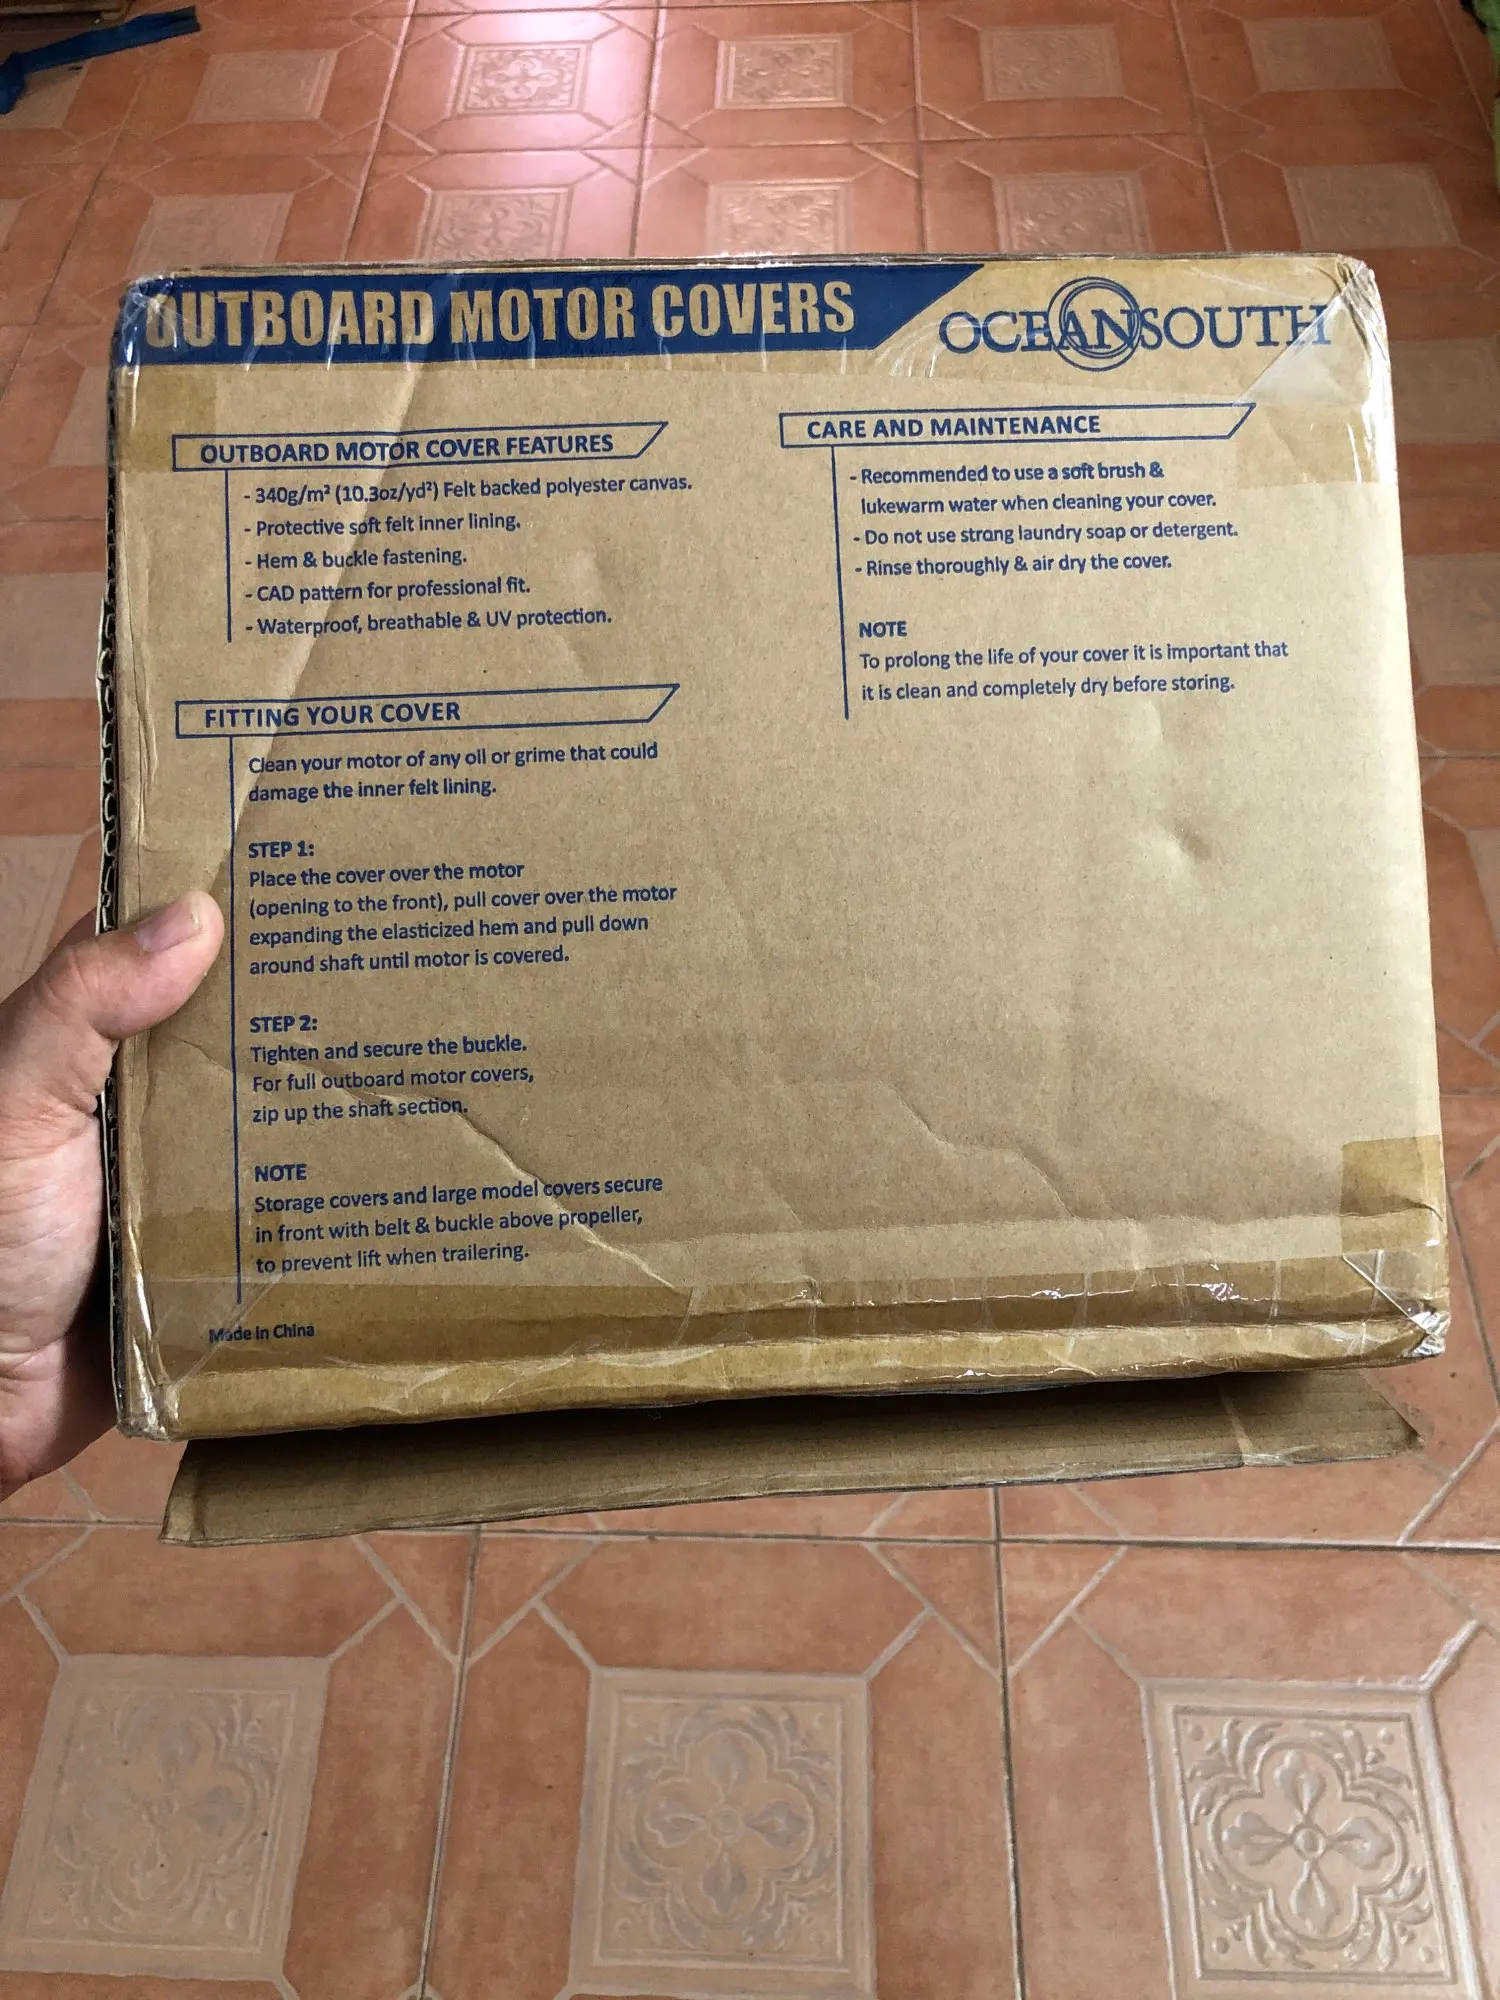 OUTBOARD MOTOR COVERS
OCEANSOUTH
OUTBOARD MOTOR COVER FEATURES
- 340g/m² (10.3oz/yd²) Felt backed polyester canvas.
- Protective soft felt inner lining.
- Hem & buckle fastening.
- CAD pattern for professional fit.
- Waterproof, breathable & UV protection.
FITTING YOUR COVER
Clean your motor of any oil or grime that could
damage the inner felt lining.
STEP 1:
Place the cover over the motor
(opening to the front), pull cover over the motor
expanding the elasticized hem and pull down
around shaft until motor is covered.
STEP 2:
Tighten and secure the buckle.
For full outboard motor covers,
zip up the shaft section.
NOTE
Storage covers and large model covers secure
in front with belt & buckle above propeller,
to prevent lift when trailering.
Made in China
CARE AND MAINTENANCE
- Recommended to use a soft brush &
lukewarm water when cleaning your cover.
- Do not use strong laundry soap or detergent.
- Rinse thoroughly & air dry the cover.
NOTE
To prolong the life of your cover it is important that
it is clean and completely dry before storing.